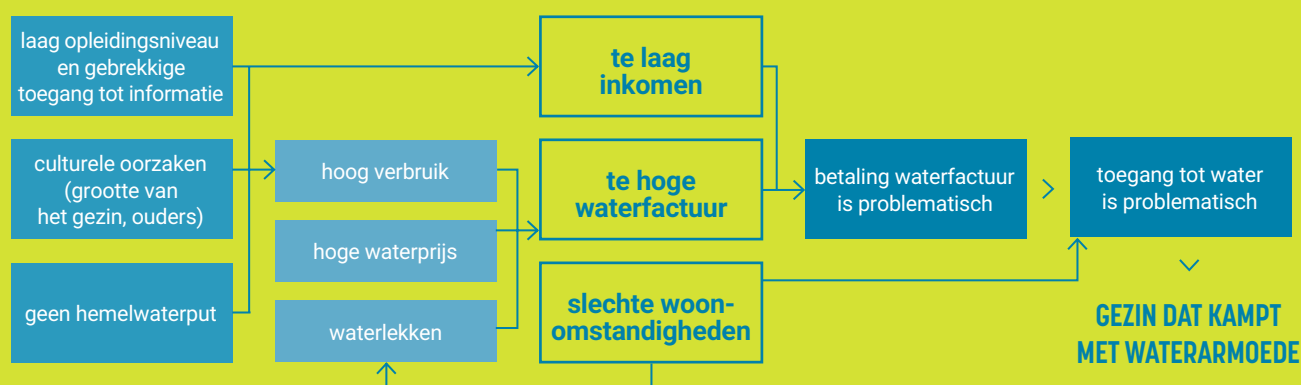 laag opleidingsniveau
en gebrekkige
toegang tot informatie
te laag
inkomen
culturele oorzaken
(grootte van
het gezin, ouders)
hoog verbruik
te hoge
waterfactuur
betaling waterfactuur
is problematisch
toegang tot water
is problematisch
hoge waterprijs
geen hemelwaterput
waterlekken
slechte woon-
omstandigheden
GEZIN DAT KAMPT
MET WATERARMOEDE